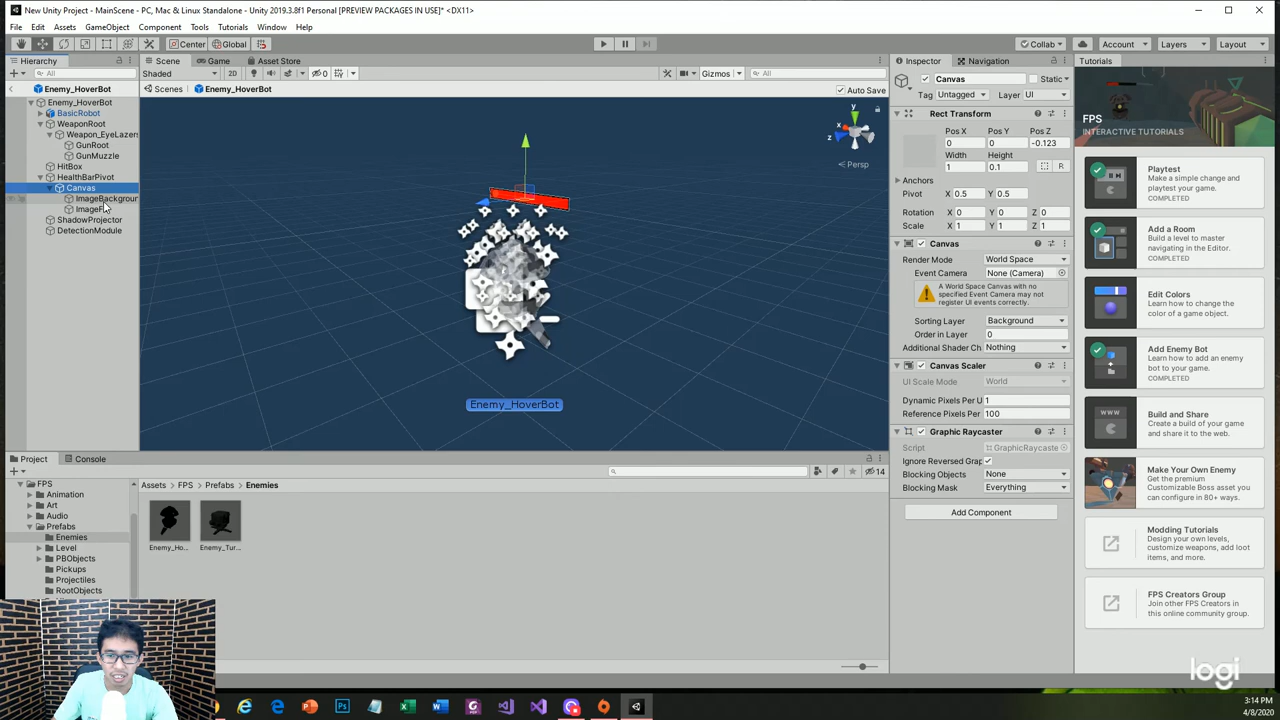 New Unity Project - MainScene - PC, Mac & Linux Standalone - Unity 2019.3.8f1 Personal [PREVIEW PACKAGES IN USE]* <DX11>
File Edit Assets GameObject Component Tools Tutorials Window Help
Center Global Collab Account Layers Layout
Hierarchy
All
Enemy_HoverBot
Enemy_HoverBot
BasicRobot
WeaponRoot
Weapon_EyeLazers
GunRoot
GunMuzzle
HitBox
HealthBarPivot
Canvas
ImageBackgroun
ImageF
ShadowProjector
DetectionModule
Scene Game Asset Store
Shaded 2D 0 Gizmos All
Scenes Enemy_HoverBot Auto Save
y
x
z
Persp
Enemy_HoverBot
Project Console
14
FPS
Animation
Art
Audio
Prefabs
Enemies
Level
PBObjects
Pickups
Projectiles
RootObjects
Assets FPS Prefabs Enemies
Enemy_Ho... Enemy_Tur...
Inspector Navigation
Canvas Static
Tag Untagged Layer UI
Rect Transform
Pos X Pos Y Pos Z
0 0 -0.123
Width Height
1 0.1 R
Anchors
Pivot X 0.5 Y 0.5
Rotation X 0 Y 0 Z 0
Scale X 1 Y 1 Z 1
Canvas
Render Mode World Space
Event Camera None (Camera)
A World Space Canvas with no
specified Event Camera may not
register UI events correctly.
Sorting Layer Background
Order in Layer 0
Additional Shader Ch Nothing
Canvas Scaler
UI Scale Mode World
Dynamic Pixels Per U 1
Reference Pixels Per 100
Graphic Raycaster
Script GraphicRaycaste
Ignore Reversed Grap
Blocking Objects None
Blocking Mask Everything
Add Component
Tutorials
FPS
INTERACTIVE TUTORIALS
Playtest
Make a simple change and
playtest your game.
COMPLETED
Add a Room
Build a level to master
navigating in the Editor.
COMPLETED
Edit Colors
Learn how to change the
color of a game object.
Add Enemy Bot
Learn how to add an enemy
bot to your game.
COMPLETED
WWW
Build and Share
Create a build of your game
and share it to the web.
Make Your Own Enemy
Get the premium
Customizable Boss asset
you can configure in 80+ ways.
Modding Tutorials
Design your own levels,
customize weapons, add loot
items, and more.
FPS Creators Group
Join other FPS Creators in
this online community group.
logi
3:14 PM
4/8/2020